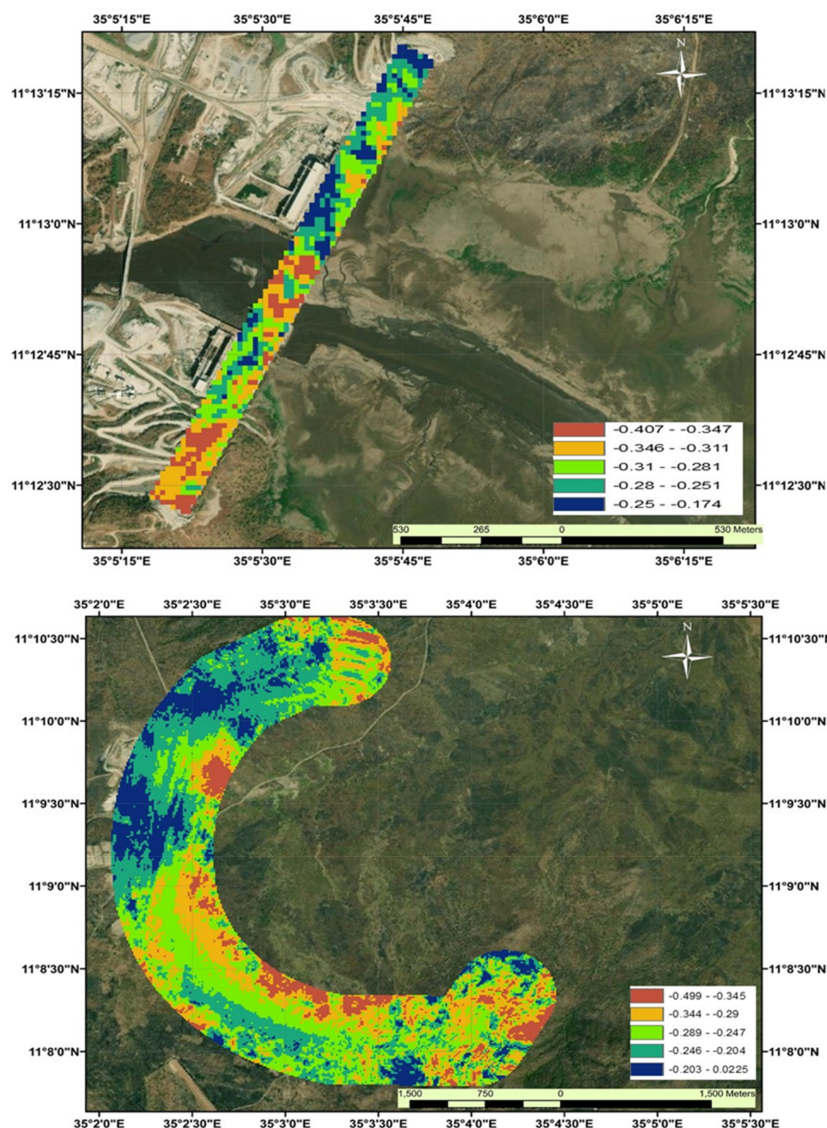 35°5'15"E 35°5'30"E 35°5'45"E 35°6'0"E 35°6'15"E
N
11°13'15"N 11°13'15"N
11°13'0"N 11°13'0"N
11°12'45"N 11°12'45"N
-0.407 - -0.347
-0.346 - -0.311
-0.31 - -0.281
11°12'30"N -0.28 - -0.251 11°12'30"N
-0.25 - -0.174
530 265 0 530 Meters
35°5'15"E 35°5'30"E 35°5'45"E 35°6'0"E 35°6'15"E
35°2'0"E 35°2'30"E 35°3'0"E 35°3'30"E 35°4'0"E 35°4'30"E 35°5'0"E 35°5'30"E
N
11°10'30"N 11°10'30"N
11°10'0"N 11°10'0"N
11°9'30"N 11°9'30"N
11°9'0"N 11°9'0"N
11°8'30"N 11°8'30"N
-0.499 - -0.345
-0.344 - -0.29
-0.289 - -0.247
11°8'0"N -0.246 - -0.204 11°8'0"N
-0.203 - 0.0225
1,500 750 0 1,500 Meters
35°2'0"E 35°2'30"E 35°3'0"E 35°3'30"E 35°4'0"E 35°4'30"E 35°5'0"E 35°5'30"E